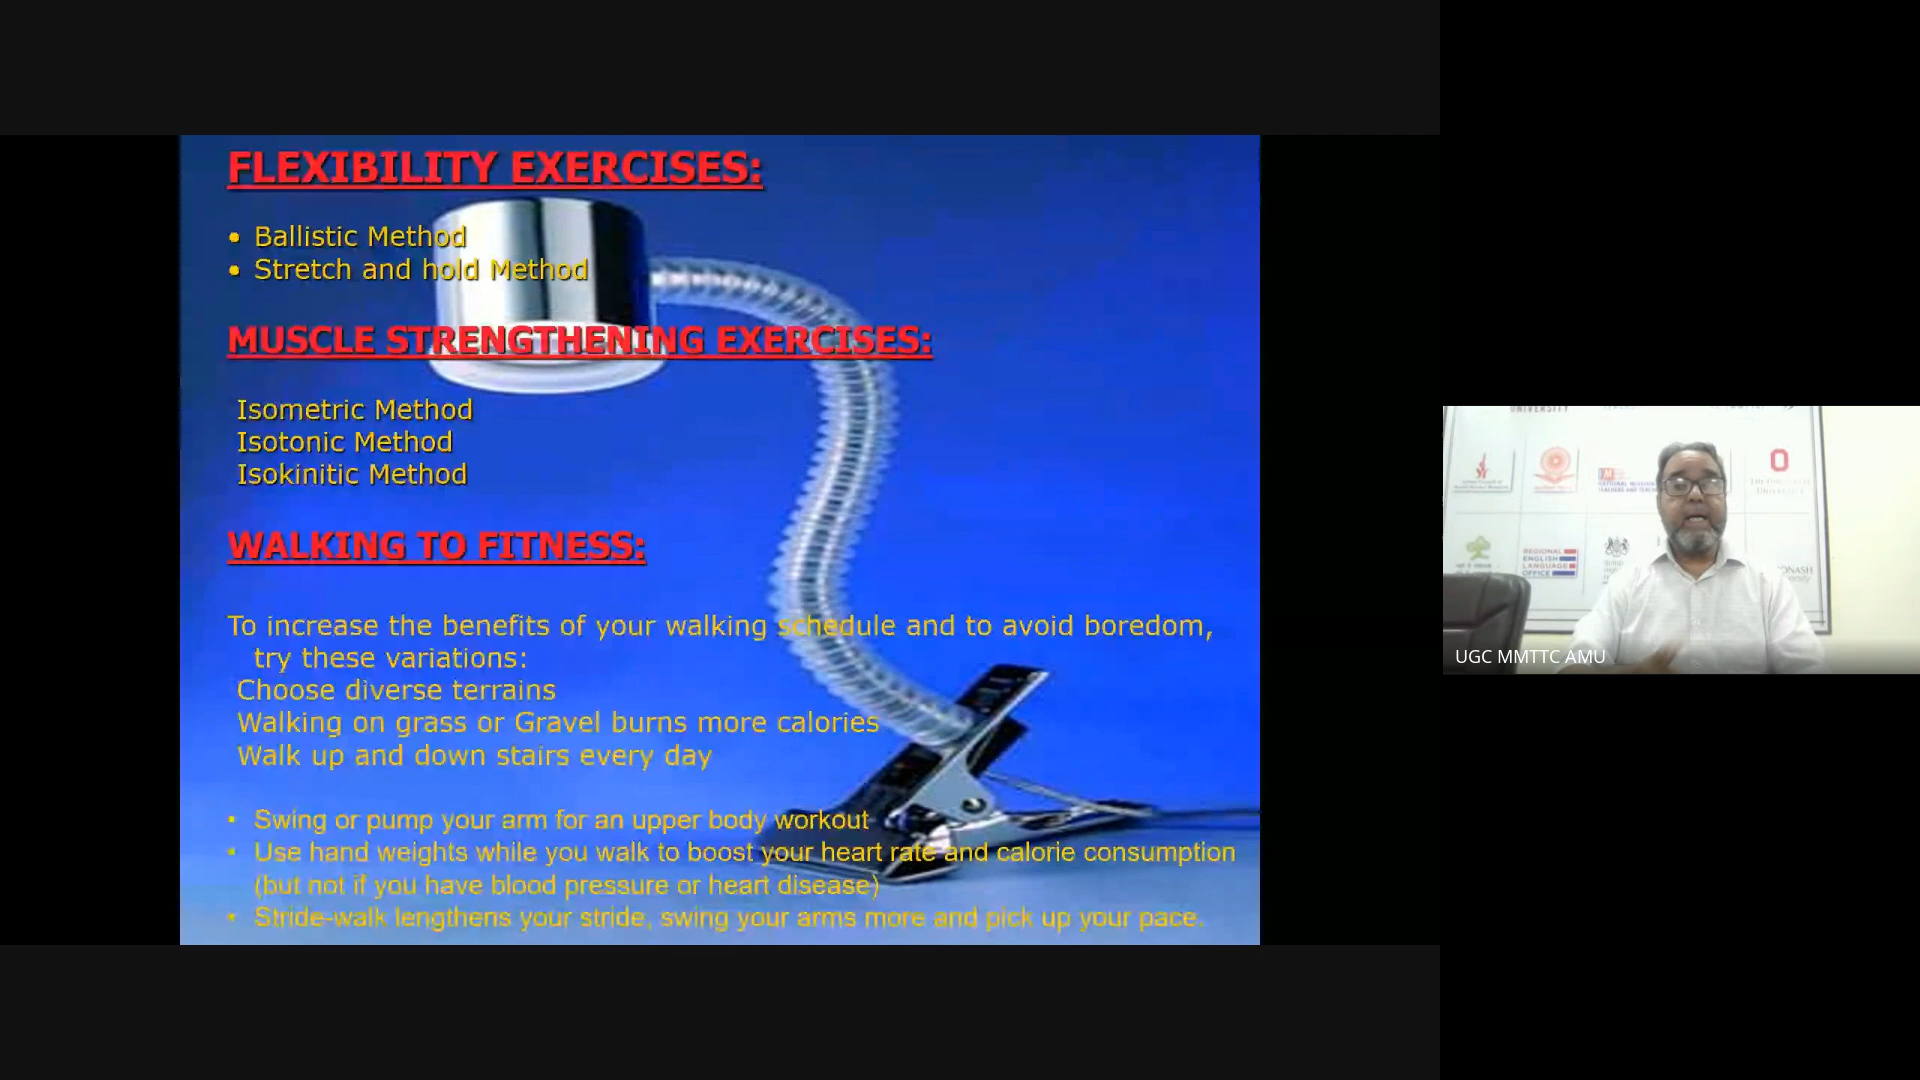 FLEXIBILITY EXERCISES:
• Ballistic Method
• Stretch and hold Method
MUSCLE STRENGTHENING EXERCISES:
Isometric Method
Isotonic Method
Isokinitic Method
WALKING TO FITNESS:
To increase the benefits of your walking schedule and to avoid boredom,
try these variations:
Choose diverse terrains
Walking on grass or Gravel burns more calories
Walk up and down stairs every day
• Swing or pump your arm for an upper body workout
• Use hand weights while you walk to boost your heart rate and calorie consumption
(but not if you have blood pressure or heart disease)
• Stride-walk lengthens your stride, swing your arms more and pick up your pace.
UNIVERSITY
REGIONAL
ENGLISH
LANGUAGE
OFFICE
UGC MMTTC AMU